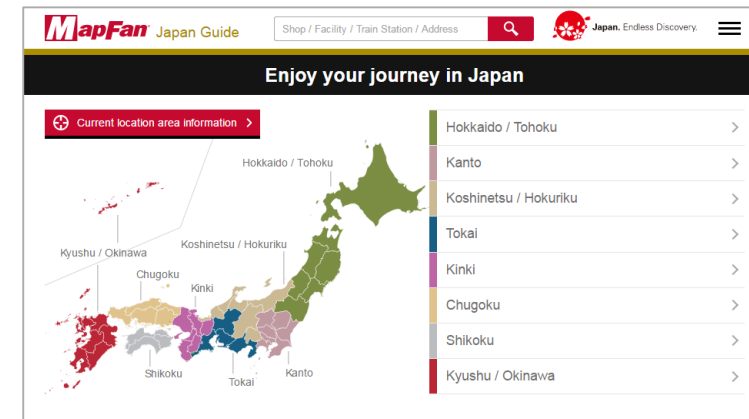 MapFan Japan Guide
Shop / Facility / Train Station / Address
Japan. Endless Discovery.
Enjoy your journey in Japan
Current location area information
Hokkaido / Tohoku
Koshinetsu / Hokuriku
Kyushu / Okinawa
Chugoku
Kinki
Shikoku
Tokai
Kanto
Hokkaido / Tohoku
Kanto
Koshinetsu / Hokuriku
Tokai
Kinki
Chugoku
Shikoku
Kyushu / Okinawa